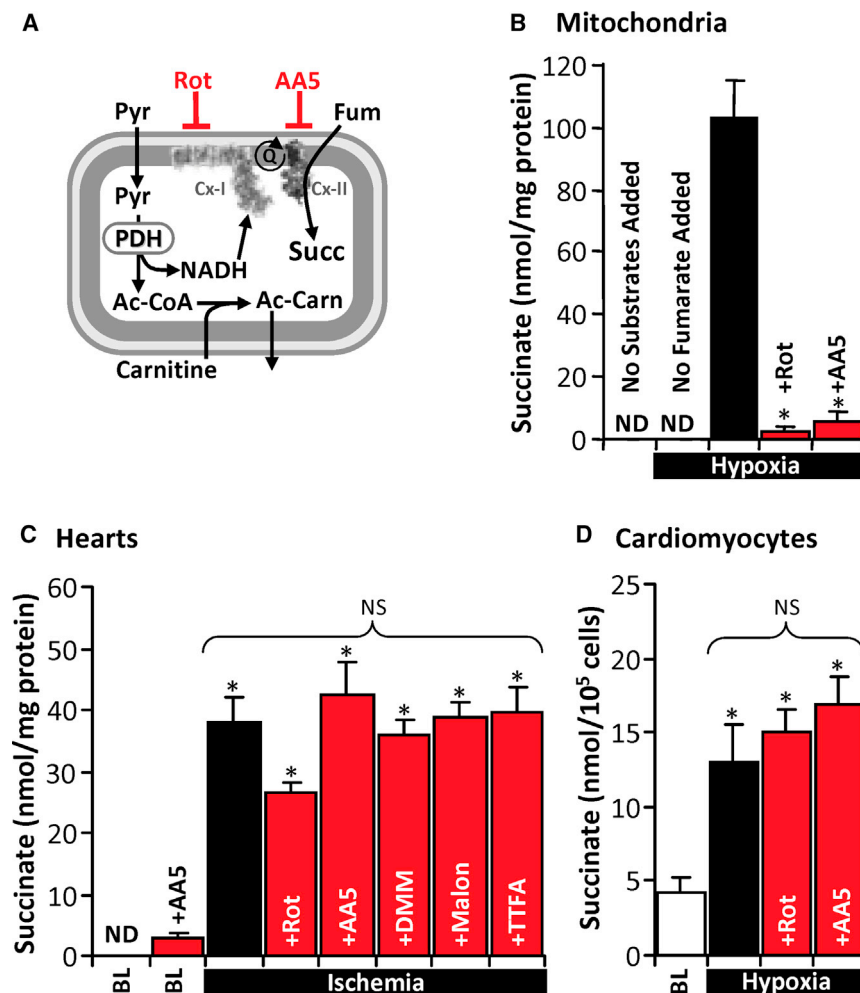 A
Rot
AA5
Pyr
Fum
Q
Cx-I
Cx-II
Pyr
PDH
NADH
Succ
Ac-CoA
Ac-Carn
Carnitine
B Mitochondria
Succinate (nmol/mg protein)
120
100
80
60
40
20
0
No Substrates Added
No Fumarate Added
+Rot
+AA5
ND
ND
*
*
Hypoxia
C Hearts
Succinate (nmol/mg protein)
60
50
40
30
20
10
0
NS
*
*
*
*
*
*
ND
+AA5
+Rot
+AA5
+DMM
+Malon
+TTFA
BL
BL
Ischemia
D Cardiomyocytes
Succinate (nmol/10⁵ cells)
25
20
15
10
5
0
NS
*
*
*
+Rot
+AA5
BL
Hypoxia